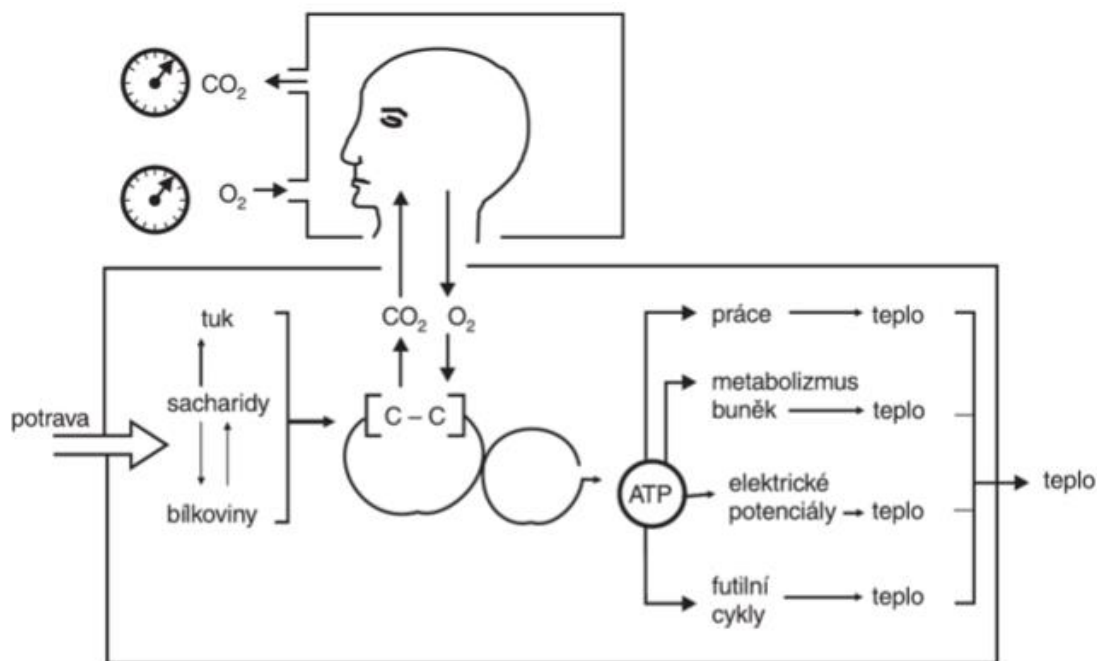 CO₂
O₂
CO₂ O₂
tuk
sacharidy
bílkoviny
potrava
C – C
ATP
práce teplo
metabolizmus
buněk teplo
elektrické
potenciály teplo
futilní
cykly teplo
teplo